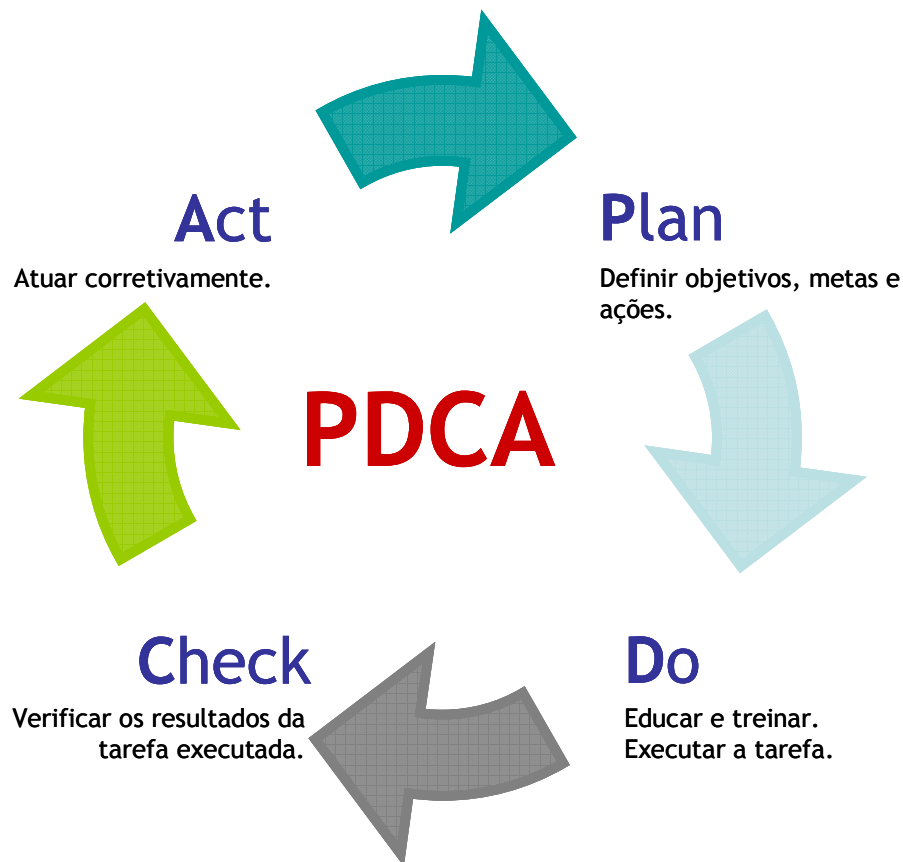 Act
Atuar corretivamente.
Plan
Definir objetivos, metas e
ações.
PDCA
Check
Verificar os resultados da
tarefa executada.
Do
Educar e treinar.
Executar a tarefa.